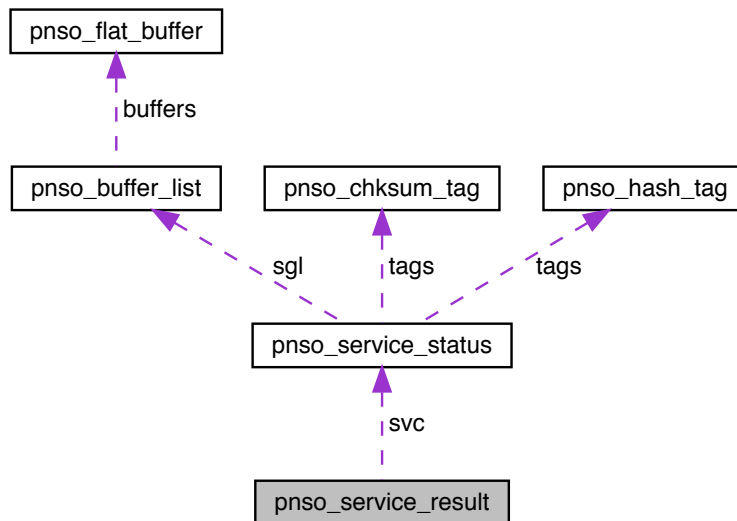 pnso_flat_buffer
buffers
pnso_buffer_list
pnso_chksum_tag
pnso_hash_tag
sgl
tags
tags
pnso_service_status
svc
pnso_service_result